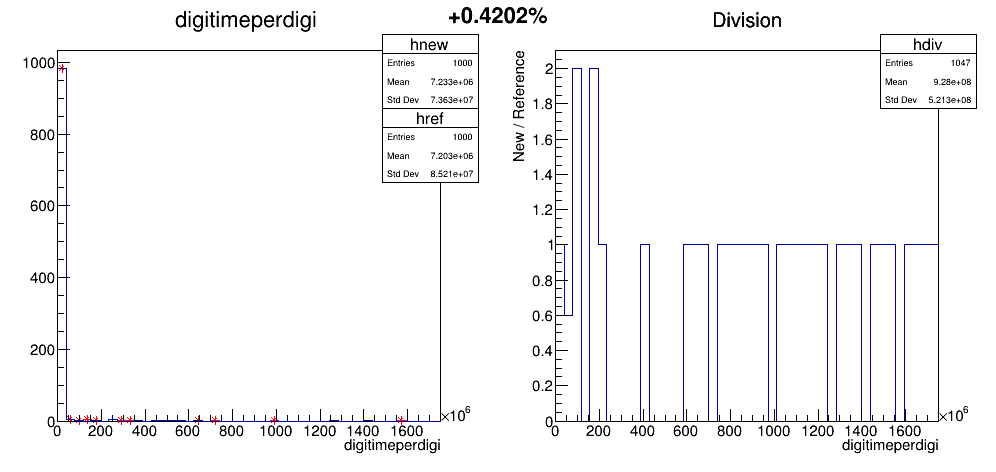 +0.4202%
digitimeperdigi
hnew
Entries 1000
Mean 7.233e+06
Std Dev 7.363e+07
href
Entries 1000
Mean 7.203e+06
Std Dev 8.521e+07
1000
800
600
400
200
0
0 200 400 600 800 1000 1200 1400 1600
×10⁶
digitimeperdigi
Division
hdiv
Entries 1047
Mean 9.28e+08
Std Dev 5.213e+08
New / Reference
2
1.8
1.6
1.4
1.2
1
0.8
0.6
0.4
0.2
0
0 200 400 600 800 1000 1200 1400 1600
×10⁶
digitimeperdigi